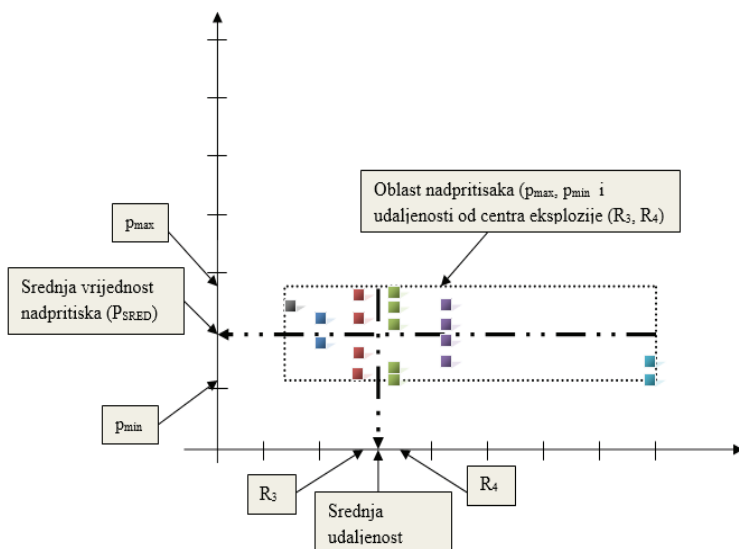 Oblast nadpritisaka (pmax, pmin i
udaljenosti od centra eksplozije (R3, R4)
pmax
Srednja vrijednost
nadpritiska (PSRED)
pmin
R3
R4
Srednja
udaljenost